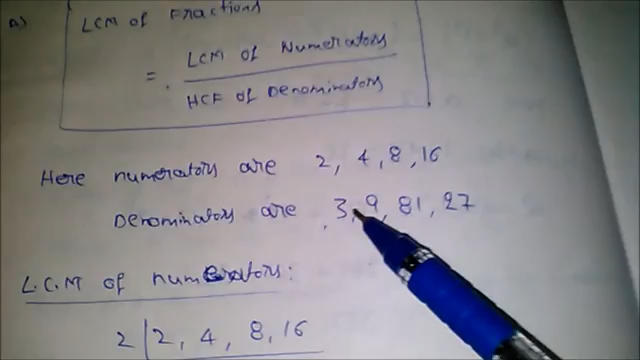 A) LCM of Fractions
= . LCM of Numerators
HCF of Denominators
Here numerators are 2, 4, 8, 16
Denominators are 3, 9, 81, 27
L.C.M of numerators:
2 | 2, 4, 8, 16